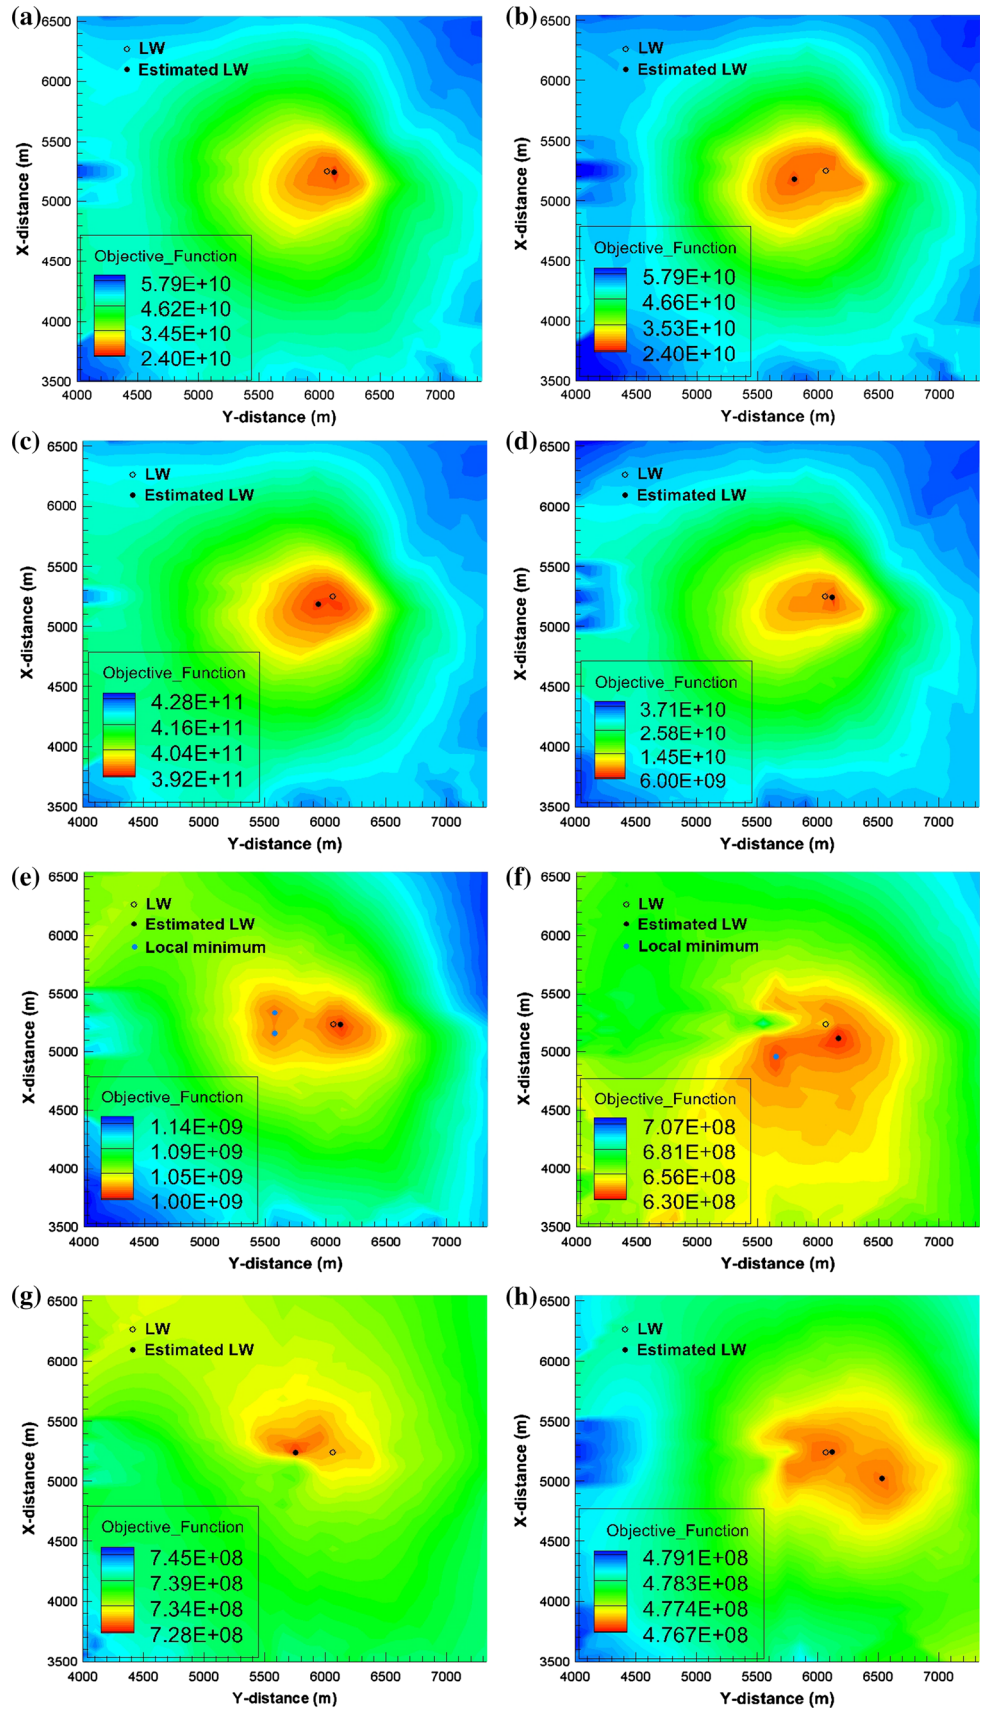 (a)
6500
6000
5500
5000
4500
4000
3500
X-distance (m)
LW
Estimated LW
Objective_Function
5.79E+10
4.62E+10
3.45E+10
2.40E+10
4000 4500 5000 5500 6000 6500 7000
Y-distance (m)
(b)
6500
6000
5500
5000
4500
4000
3500
X-distance (m)
LW
Estimated LW
Objective_Function
5.79E+10
4.66E+10
3.53E+10
2.40E+10
4000 4500 5000 5500 6000 6500 7000
Y-distance (m)
(c)
6500
6000
5500
5000
4500
4000
3500
X-distance (m)
LW
Estimated LW
Objective_Function
4.28E+11
4.16E+11
4.04E+11
3.92E+11
4000 4500 5000 5500 6000 6500 7000
Y-distance (m)
(d)
6500
6000
5500
5000
4500
4000
3500
X-distance (m)
LW
Estimated LW
Objective_Function
3.71E+10
2.58E+10
1.45E+10
6.00E+09
4000 4500 5000 5500 6000 6500 7000
Y-distance (m)
(e)
6500
6000
5500
5000
4500
4000
3500
X-distance (m)
LW
Estimated LW
Local minimum
Objective_Function
1.14E+09
1.09E+09
1.05E+09
1.00E+09
4000 4500 5000 5500 6000 6500 7000
Y-distance (m)
(f)
6500
6000
5500
5000
4500
4000
3500
X-distance (m)
LW
Estimated LW
Local minimum
Objective_Function
7.07E+08
6.81E+08
6.56E+08
6.30E+08
4000 4500 5000 5500 6000 6500 7000
Y-distance (m)
(g)
6500
6000
5500
5000
4500
4000
3500
X-distance (m)
LW
Estimated LW
Objective_Function
7.45E+08
7.39E+08
7.34E+08
7.28E+08
4000 4500 5000 5500 6000 6500 7000
Y-distance (m)
(h)
6500
6000
5500
5000
4500
4000
3500
X-distance (m)
LW
Estimated LW
Objective_Function
4.791E+08
4.783E+08
4.774E+08
4.767E+08
4000 4500 5000 5500 6000 6500 7000
Y-distance (m)